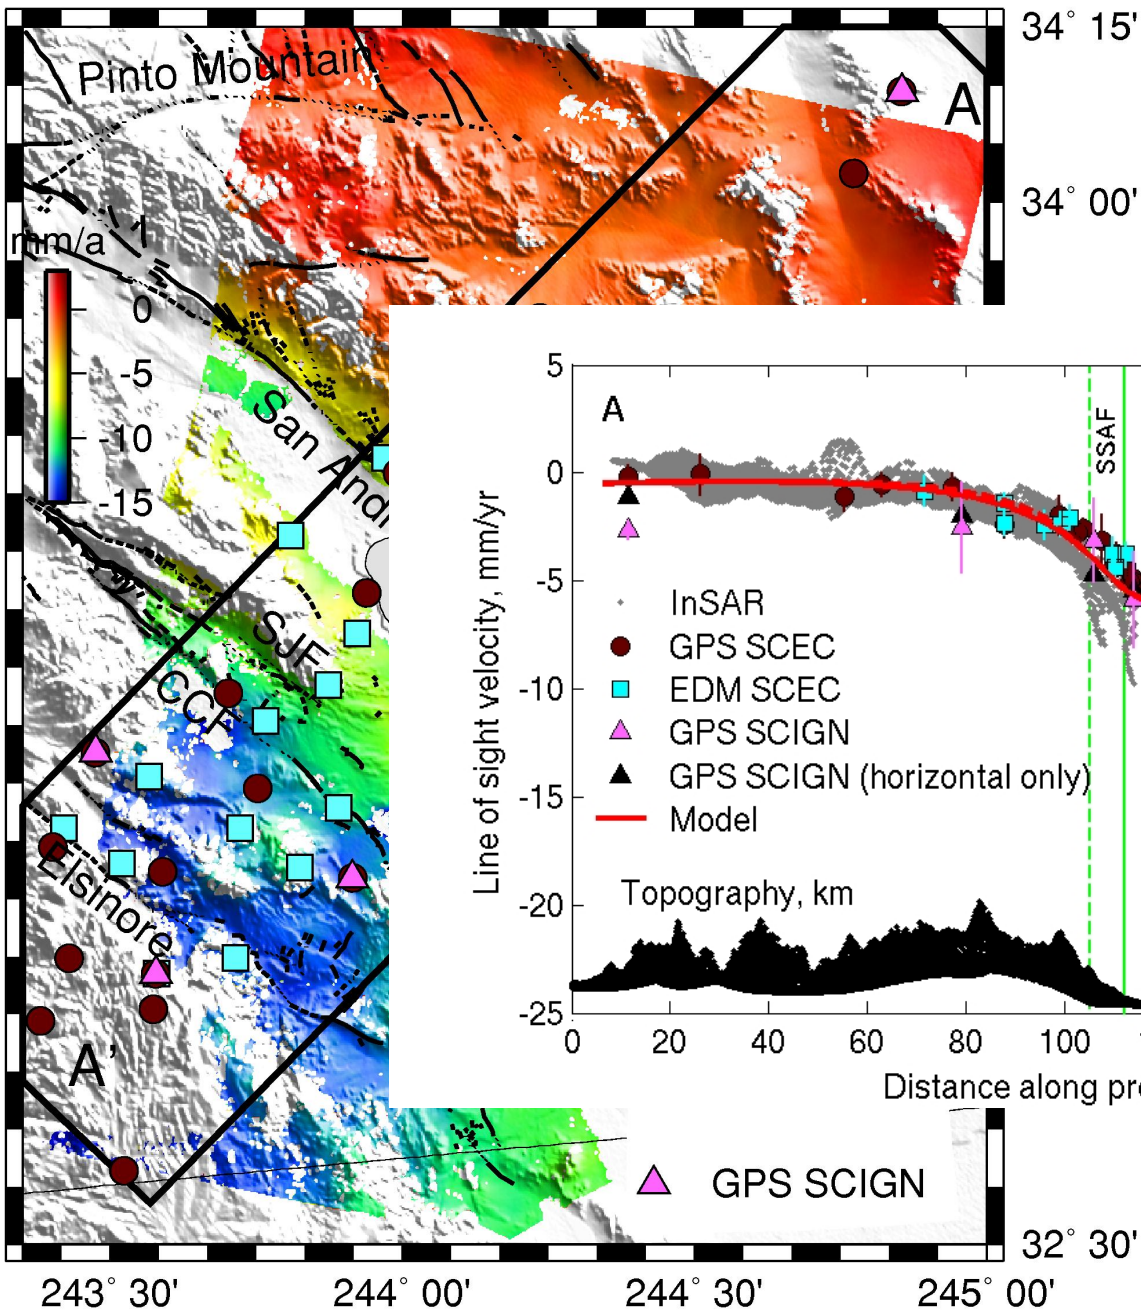 34° 15'
Pinto Mountain
A
34° 00'
mm/a
0
-5
-10
-15
San Andr
SJF
CCF
Elsinore
A'
5
0
-5
-10
-15
-20
-25
Line of sight velocity, mm/yr
A
SSAF
InSAR
GPS SCEC
EDM SCEC
GPS SCIGN
GPS SCIGN (horizontal only)
Model
Topography, km
0 20 40 60 80 100
Distance along pr
GPS SCIGN
32° 30'
243° 30' 244° 00' 244° 30' 245° 00'